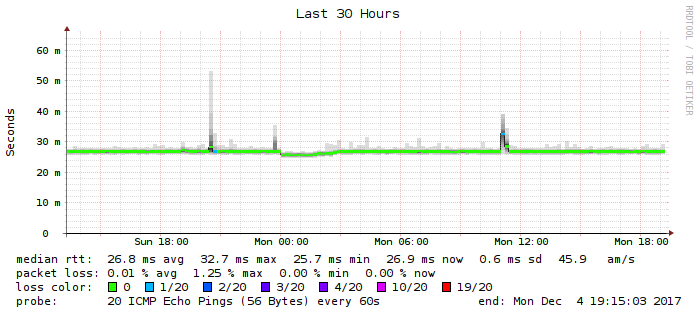 Last 30 Hours
RRDTOOL / TOBI OETIKER
Seconds
60 m
50 m
40 m
30 m
20 m
10 m
0
Sun 18:00 Mon 00:00 Mon 06:00 Mon 12:00 Mon 18:00
median rtt: 26.8 ms avg 32.7 ms max 25.7 ms min 26.9 ms now 0.6 ms sd 45.9 am/s
packet loss: 0.01 % avg 1.25 % max 0.00 % min 0.00 % now
loss color: 0 1/20 2/20 3/20 4/20 10/20 19/20
probe: 20 ICMP Echo Pings (56 Bytes) every 60s end: Mon Dec 4 19:15:03 2017